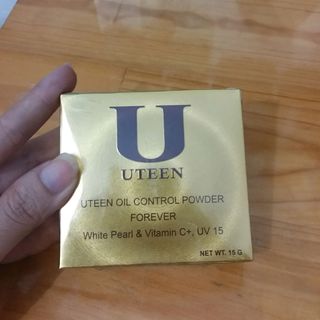 U
UTEEN
UTEEN OIL CONTROL POWDER
FOREVER
White Pearl & Vitamin C+, UV 15
NET WT. 15 G